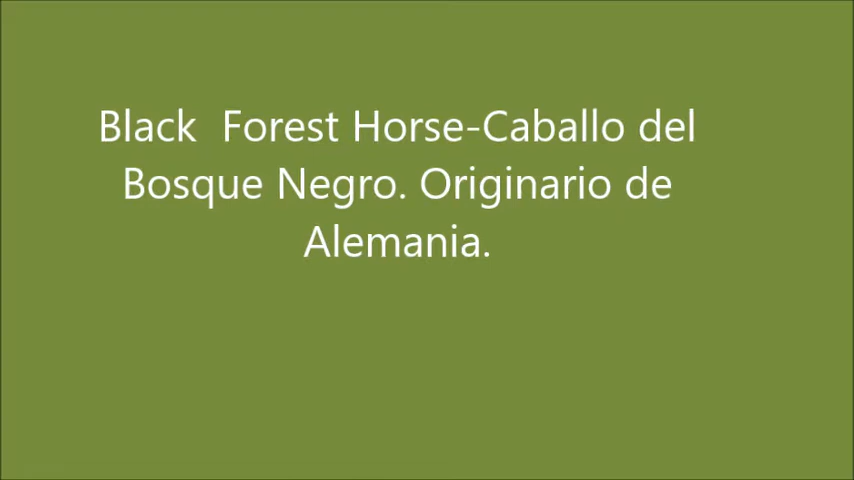 Black  Forest Horse-Caballo del
Bosque Negro. Originario de
Alemania.